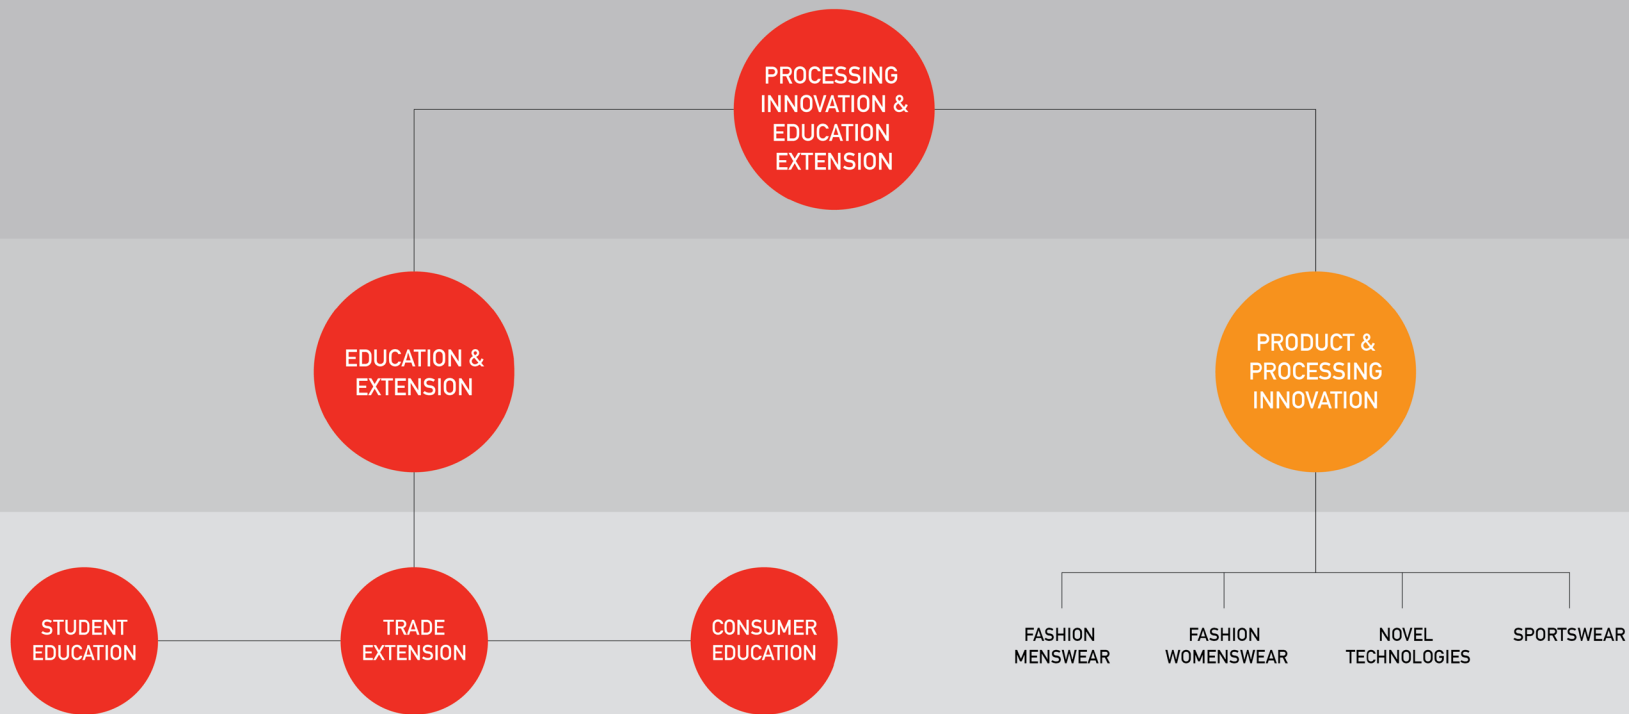 PROCESSING
INNOVATION &
EDUCATION
EXTENSION
EDUCATION &
EXTENSION
PRODUCT &
PROCESSING
INNOVATION
STUDENT
EDUCATION
TRADE
EXTENSION
CONSUMER
EDUCATION
FASHION
MENSWEAR
FASHION
WOMENSWEAR
NOVEL
TECHNOLOGIES
SPORTSWEAR